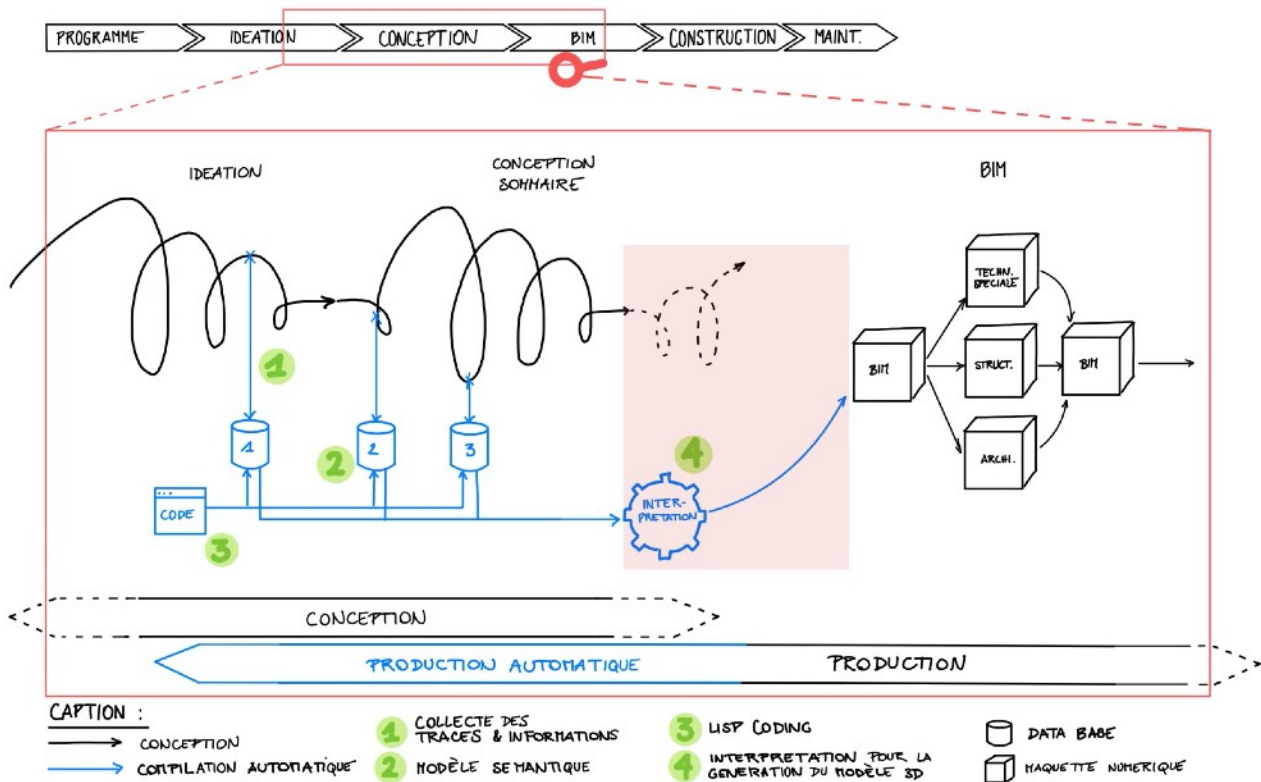 PROGRAMME
IDEATION
CONCEPTION
BIM
CONSTRUCTION
MAINT.
IDEATION
CONCEPTION
SOMMAIRE
BIM
TECHN.
SPECIALE
BIM
STRUCT.
BIM
ARCHI.
1
1
2
2
3
4
CODE
3
INTER-
PRETATION
CONCEPTION
PRODUCTION AUTOMATIQUE
PRODUCTION
CAPTION :
CONCEPTION
COMPILATION AUTOMATIQUE
1 COLLECTE DES
TRACES & INFORMATIONS
2 MODÈLE SEMANTIQUE
3 LISP CODING
4 INTERPRETATION POUR LA
GENERATION DU MODÈLE 3D
DATA BASE
MAQUETTE NUMERIQUE